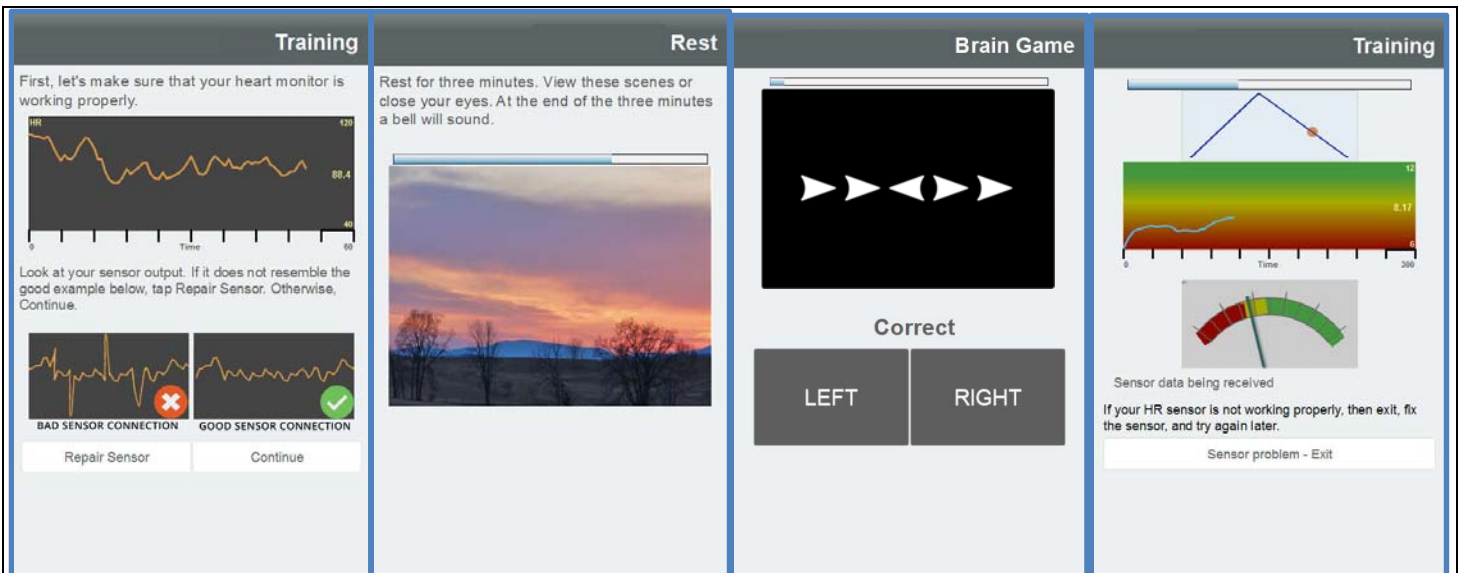 Training
First, let's make sure that your heart monitor is
working properly.
HR
120
88.4
40
0
Time
60
Look at your sensor output. If it does not resemble the
good example below, tap Repair Sensor. Otherwise,
Continue.
BAD SENSOR CONNECTION
GOOD SENSOR CONNECTION
Repair Sensor
Continue
Rest
Rest for three minutes. View these scenes or
close your eyes. At the end of the three minutes
a bell will sound.
Brain Game
Correct
LEFT
RIGHT
Training
12
8.17
6
0
Time
300
Sensor data being received
If your HR sensor is not working properly, then exit, fix
the sensor, and try again later.
Sensor problem - Exit